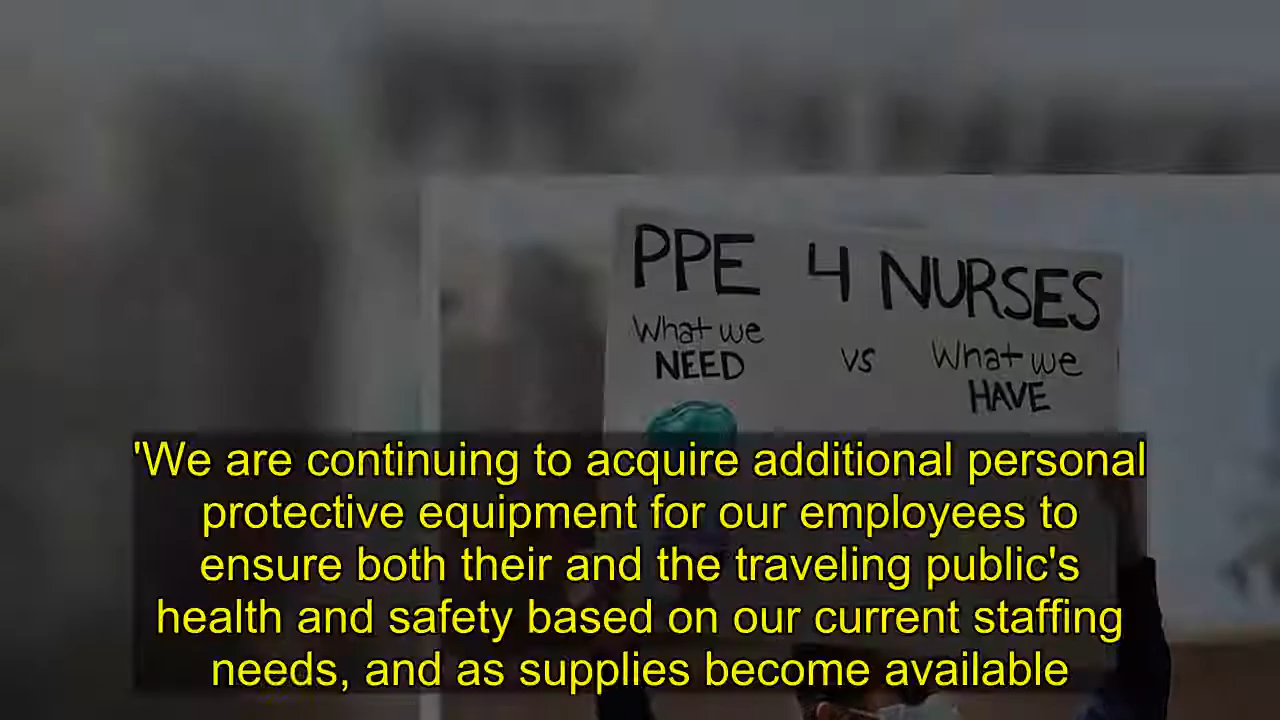 PPE 4 NURSES
What we NEED vs What we HAVE
'We are continuing to acquire additional personal
protective equipment for our employees to
ensure both their and the traveling public's
health and safety based on our current staffing
needs, and as supplies become available